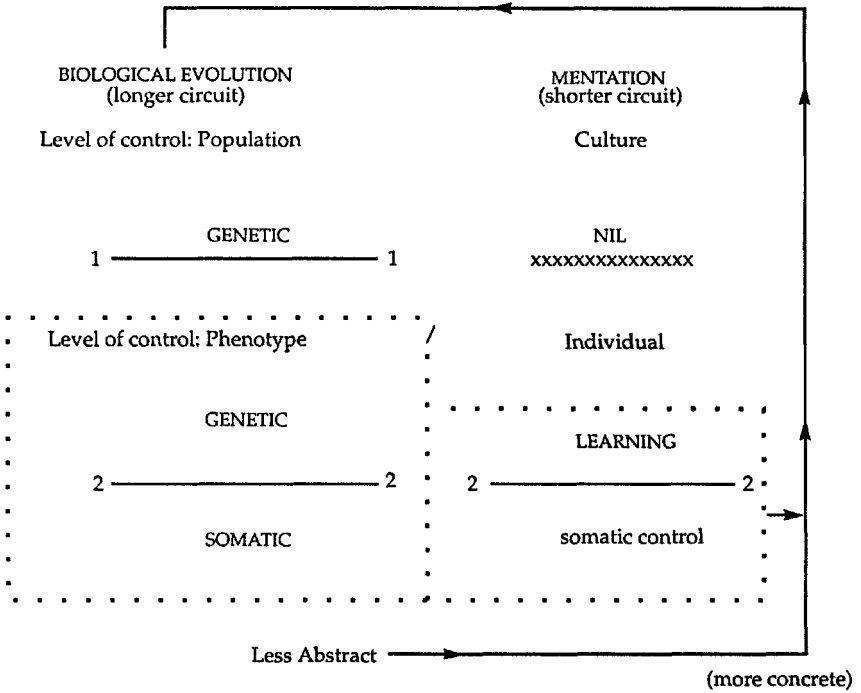 BIOLOGICAL EVOLUTION
(longer circuit)
MENTATION
(shorter circuit)
Level of control: Population
Culture
GENETIC
1 1
NIL
xxxxxxxxxxxxxxx
Level of control: Phenotype
/
Individual
GENETIC
LEARNING
2 2
2 2
SOMATIC
somatic control
Less Abstract
(more concrete)